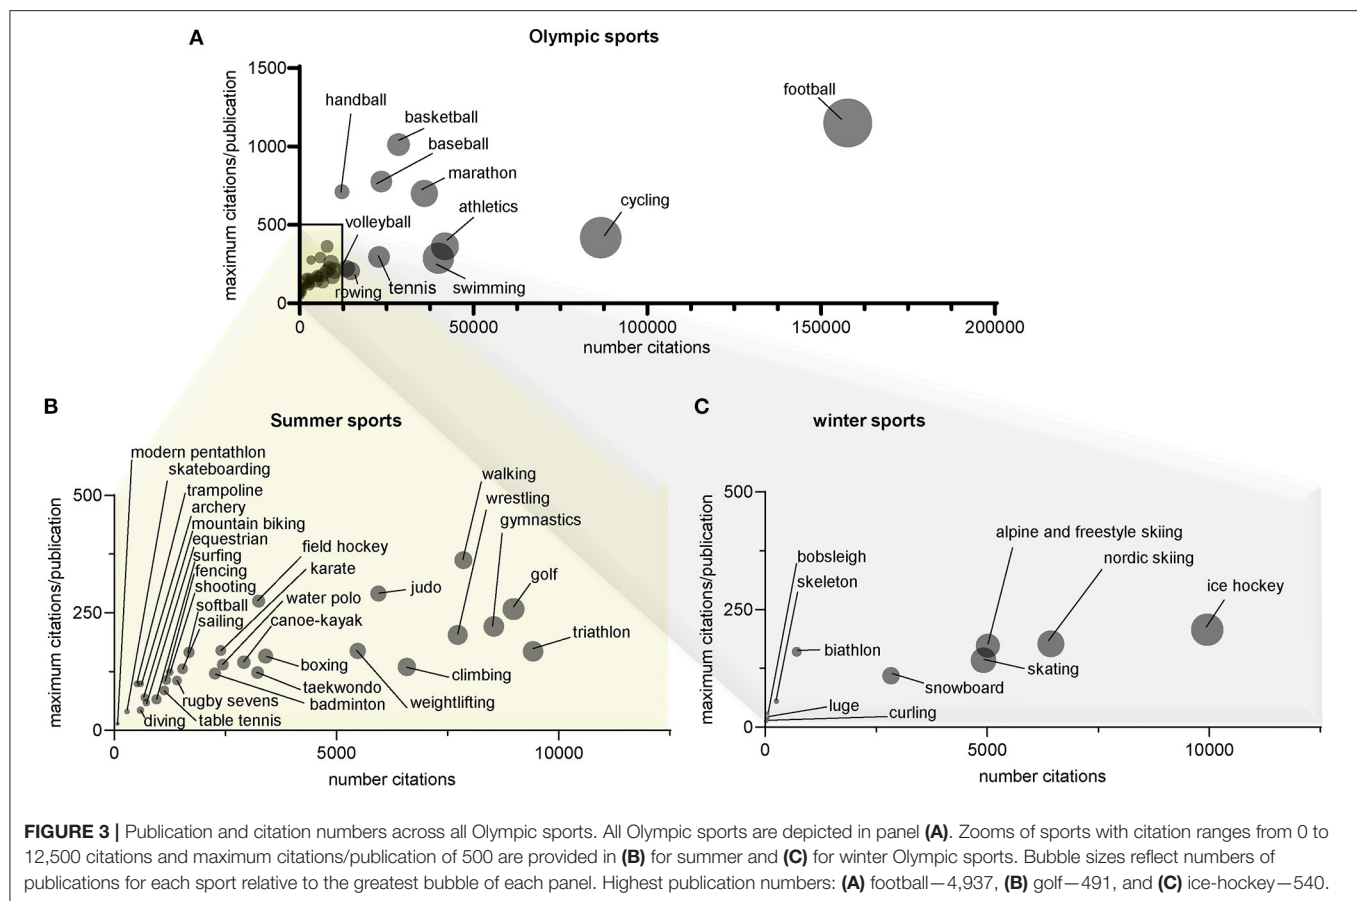 A
Olympic sports
maximum citations/publication
1500
1000
500
0
handball
basketball
baseball
marathon
athletics
volleyball
rowing
tennis
swimming
cycling
football
0
50000
100000
150000
200000
number citations
B
Summer sports
maximum citations/publication
500
250
0
modern pentathlon
skateboarding
trampoline
archery
mountain biking
equestrian
surfing
fencing
shooting
softball
sailing
field hockey
karate
water polo
canoe-kayak
boxing
taekwondo
badminton
rugby sevens
table tennis
diving
judo
weightlifting
climbing
walking
wrestling
gymnastics
golf
triathlon
0
5000
10000
number citations
C
winter sports
maximum citations/publication
500
250
0
bobsleigh
skeleton
biathlon
luge
curling
snowboard
alpine and freestyle skiing
skating
nordic skiing
ice hockey
0
5000
10000
number citations
FIGURE 3 | Publication and citation numbers across all Olympic sports. All Olympic sports are depicted in panel (A). Zooms of sports with citation ranges from 0 to
12,500 citations and maximum citations/publication of 500 are provided in (B) for summer and (C) for winter Olympic sports. Bubble sizes reflect numbers of
publications for each sport relative to the greatest bubble of each panel. Highest publication numbers: (A) football—4,937, (B) golf—491, and (C) ice-hockey—540.